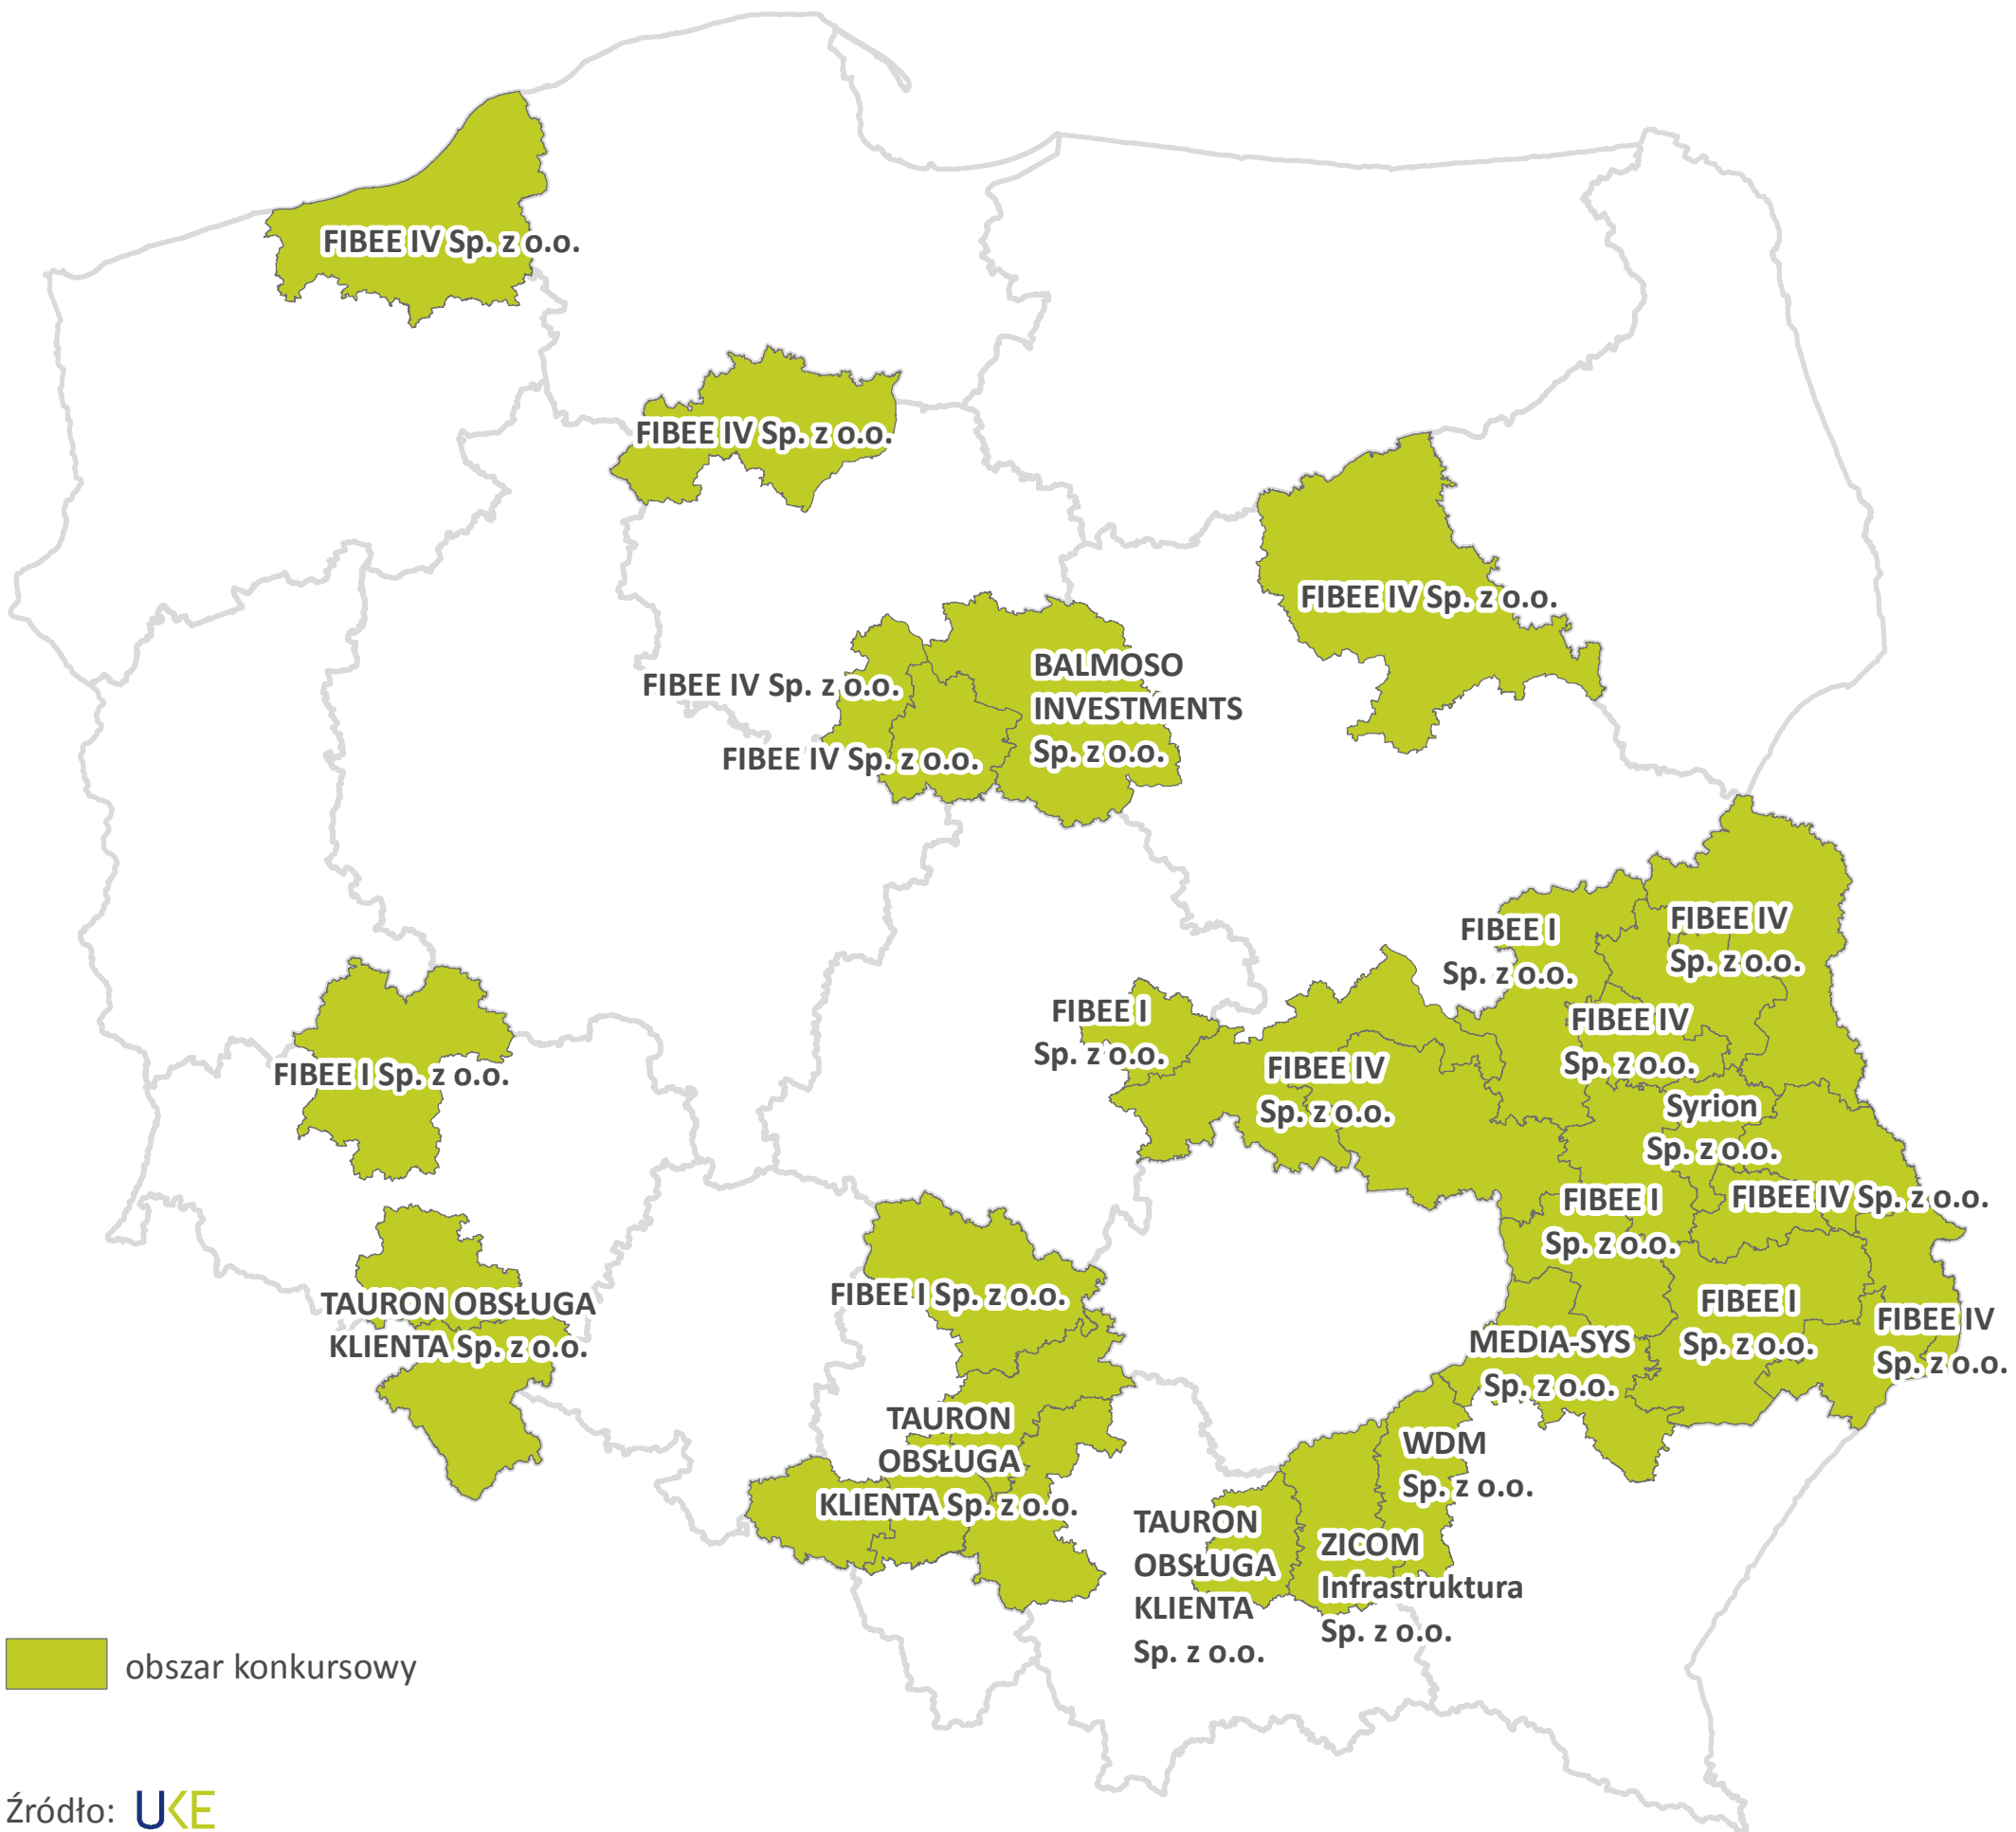 FIBEE IV Sp. z o.o.
FIBEE IV Sp. z o.o.
FIBEE IV Sp. z o.o.
FIBEE IV Sp. z o.o.
FIBEE IV Sp. z o.o.
BALMOSO
INVESTMENTS
Sp. z o.o.
FIBEE I
Sp. z o.o.
FIBEE IV
Sp. z o.o.
FIBEE I
Sp. z o.o.
FIBEE IV
Sp. z o.o.
FIBEE IV
Sp. z o.o.
FIBEE I Sp. z o.o.
Syrion
Sp. z o.o.
FIBEE I
Sp. z o.o.
FIBEE IV Sp. z o.o.
TAURON OBSŁUGA
KLIENTA Sp. z o.o.
FIBEE I Sp. z o.o.
FIBEE I
Sp. z o.o.
FIBEE IV
Sp. z o.o.
MEDIA-SYS
Sp. z o.o.
TAURON
OBSŁUGA
KLIENTA Sp. z o.o.
WDM
Sp. z o.o.
TAURON
OBSŁUGA
KLIENTA
Sp. z o.o.
ZICOM
Infrastruktura
Sp. z o.o.
obszar konkursowy
Źródło: UKE